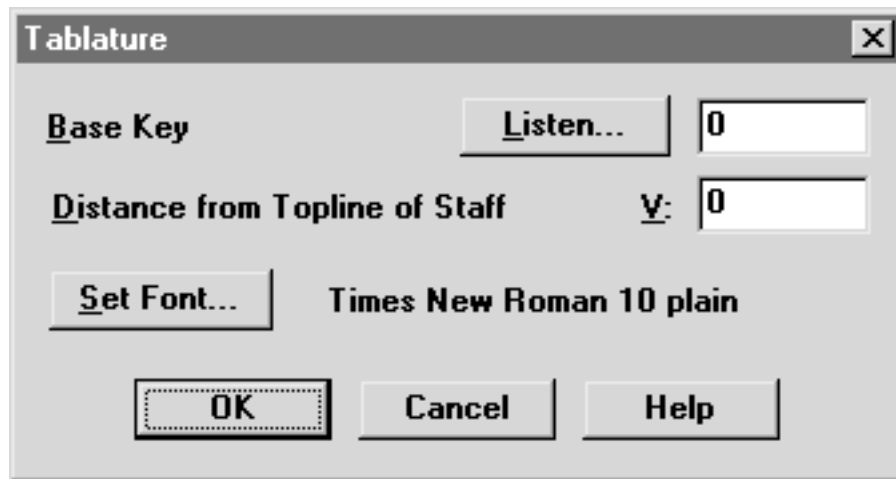 Tablature
Base Key Listen... 0
Distance from Topline of Staff V: 0
Set Font... Times New Roman 10 plain
OK Cancel Help